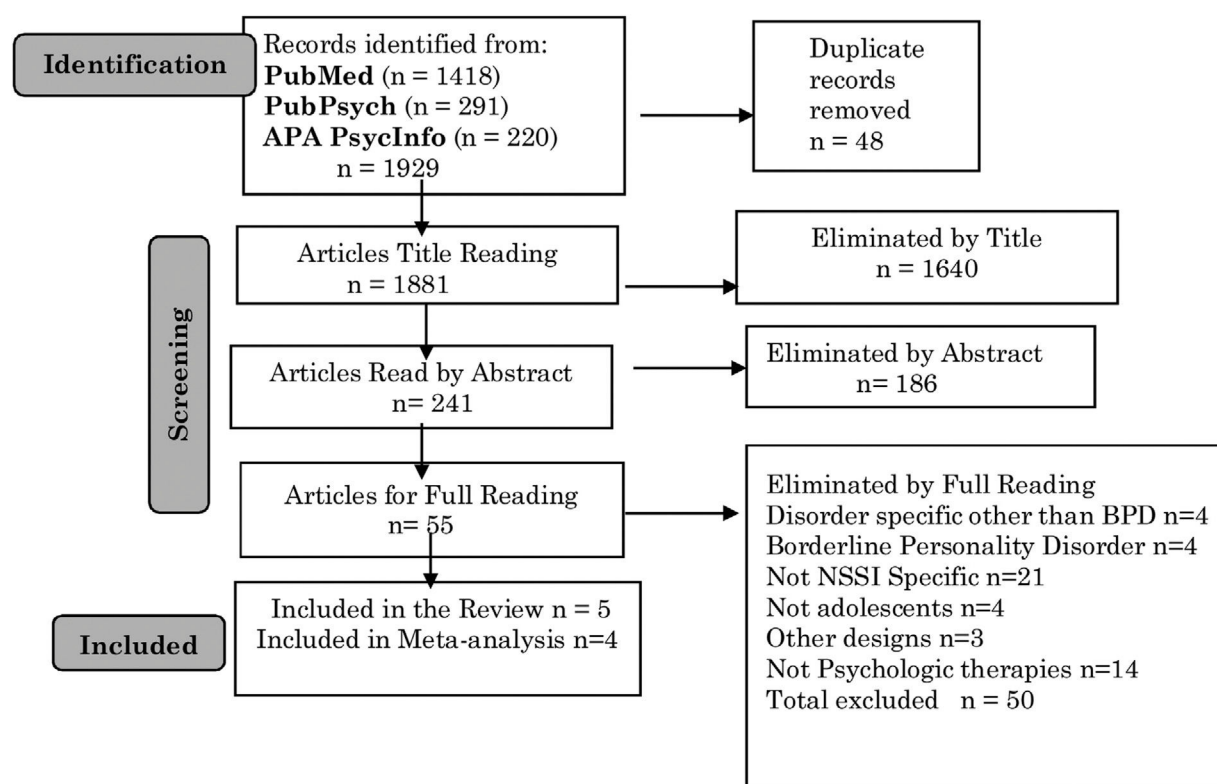 Identification
Records identified from:
PubMed (n = 1418)
PubPsych (n = 291)
APA PsycInfo (n = 220)
n = 1929
Duplicate
records
removed
n = 48
Screening
Articles Title Reading
n = 1881
Eliminated by Title
n = 1640
Articles Read by Abstract
n= 241
Eliminated by Abstract
n= 186
Articles for Full Reading
n= 55
Eliminated by Full Reading
Disorder specific other than BPD n=4
Borderline Personality Disorder n=4
Not NSSI Specific n=21
Not adolescents n=4
Other designs n=3
Not Psychologic therapies n=14
Total excluded n = 50
Included
Included in the Review n = 5
Included in Meta-analysis n=4